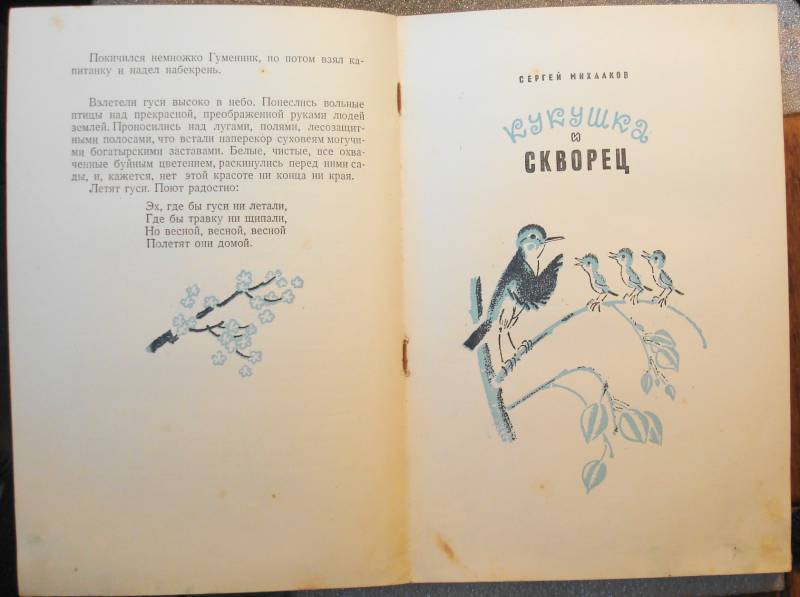 Покичился немножко Гуменник, но потом взял ка-
питанку и надел набекрень.
Взлетели гуси высоко в небо. Понеслись вольные
птицы над прекрасной, преображенной руками людей
землей. Проносились над лугами, полями, лесозащит-
ными полосами, что встали наперекор суховеям могучи-
ми богатырскими заставами. Белые, чистые, все охва-
ченные буйным цветением, раскинулись перед ними са-
ды, и, кажется, нет этой красоте ни конца ни края.
Летят гуси. Поют радостно:
Эх, где бы гуси ни летали,
Где бы травку ни щипали,
Но весной, весной, весной
Полетят они домой.
СЕРГЕЙ МИХАЛКОВ
КУКУШКА
И
СКВОРЕЦ